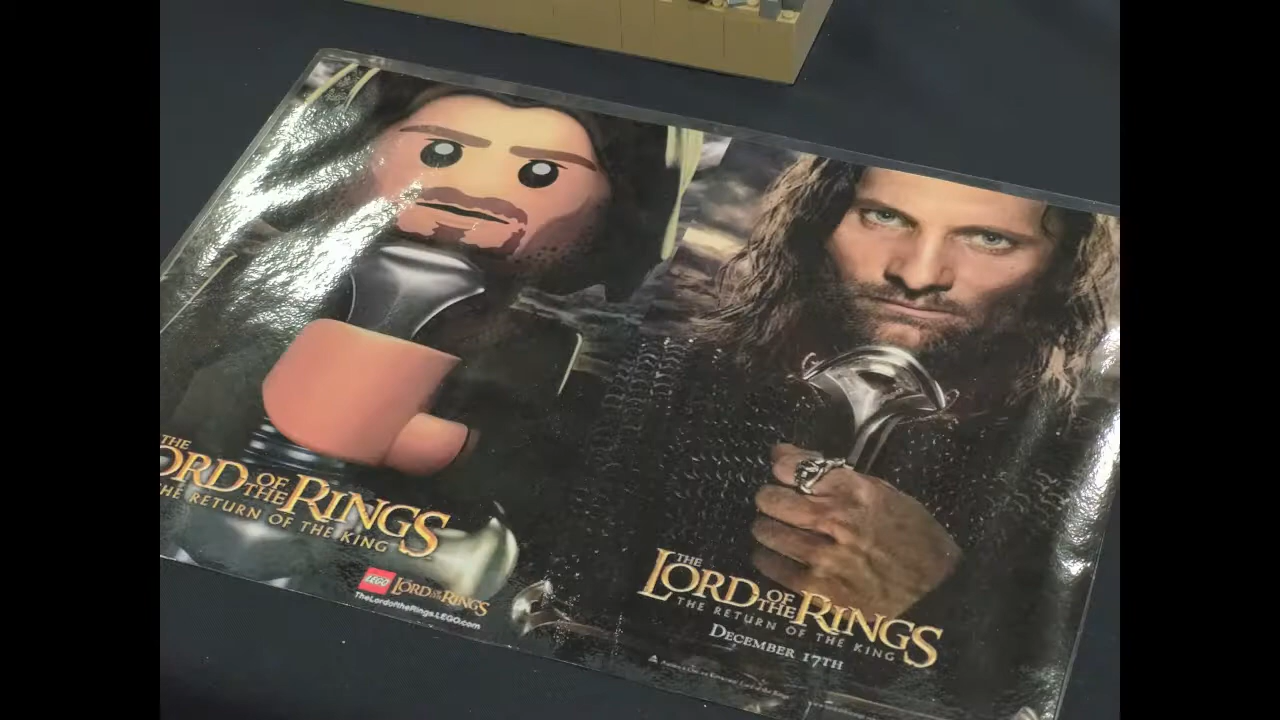 THE
LORD OF THE RINGS
THE RETURN OF THE KING
LEGO
LORD OF THE RINGS
TheLordoftheRings.LEGO.com
THE
LORD OF THE RINGS
THE RETURN OF THE KING
DECEMBER 17TH